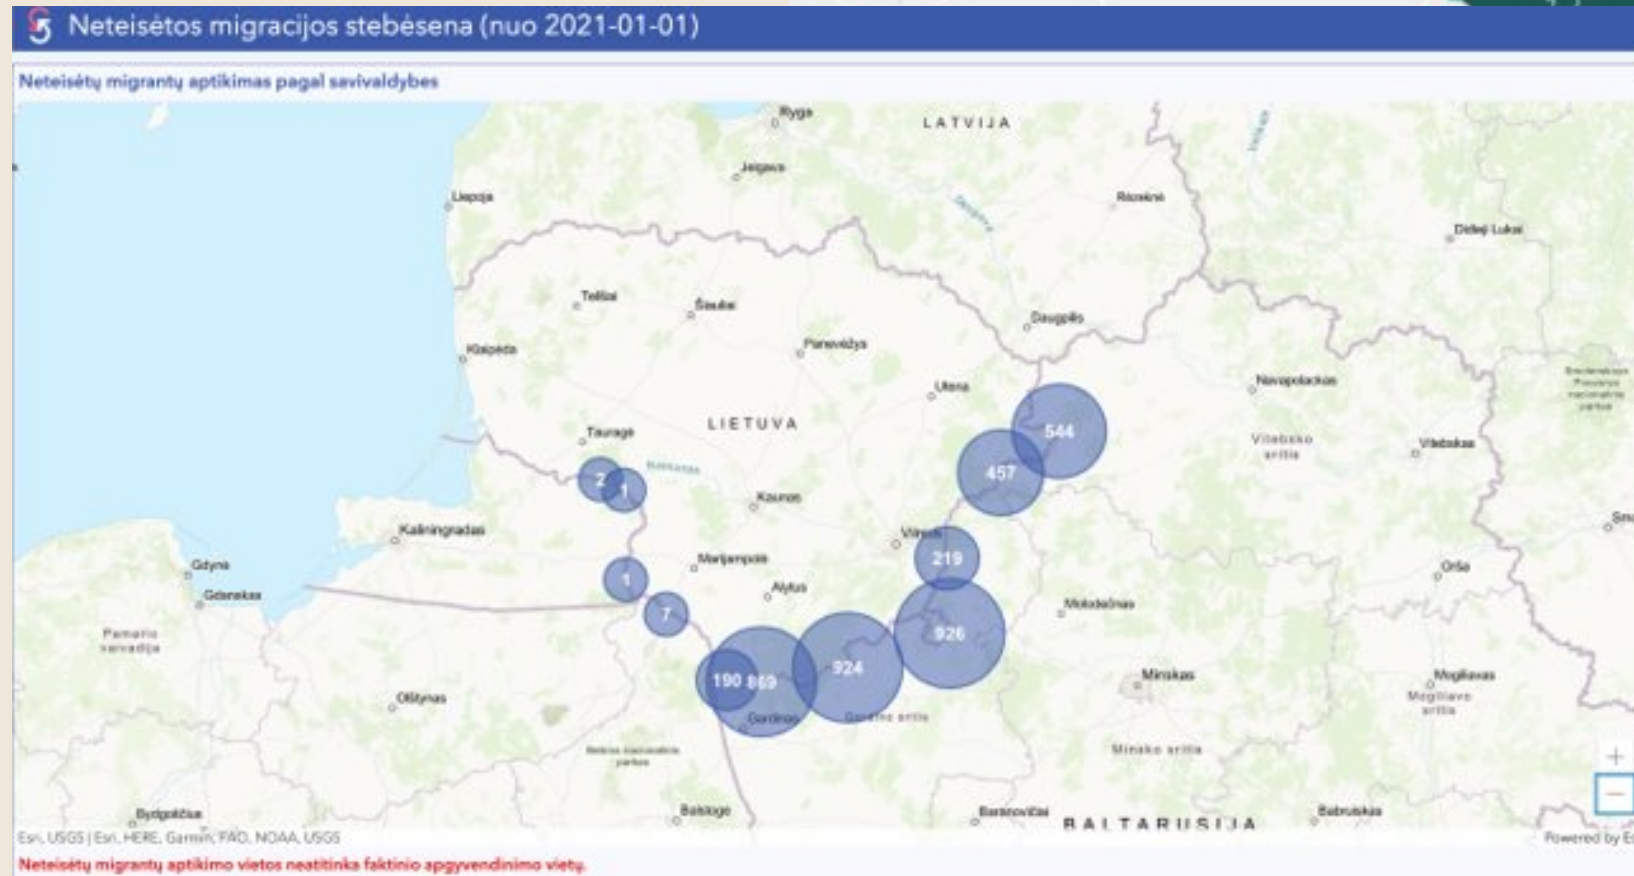 Neteisėtos migracijos stebėsena (nuo 2021-01-01)
Neteisėtų migrantų aptikimas pagal savivaldybes
Ryga
LATVIJA
Jelgava
Liepoja
Rėzeknė
Didieji Lukai
Telšiai
Šiauliai
Daugpilis
Klaipėda
Panevėžys
Utena
Navapolackas
544
LIETUVA
Tauragė
Vitebsko
sritis
Vitebskas
457
2
1
Kaunas
Kaliningradas
Vilnius
219
Gdynė
Marijampolė
Orša
1
Alytus
Gdanskas
7
Molodečnas
926
Pamario
vaivadija
924
Minskas
Mogiliavas
190
869
Mogiliavo
sritis
Olštynas
Gardinas
Gardino sritis
Minsko sritis
parkas
+
−
Bydgoščius
Balstogė
Baranovičiai
BALTARUSIJA
Babruiskas
Esri, USGS | Esri, HERE, Garmin, FAO, NOAA, USGS
Powered by
Neteisėtų migrantų aptikimo vietos neatitinka faktinio apgyvendinimo vietų.